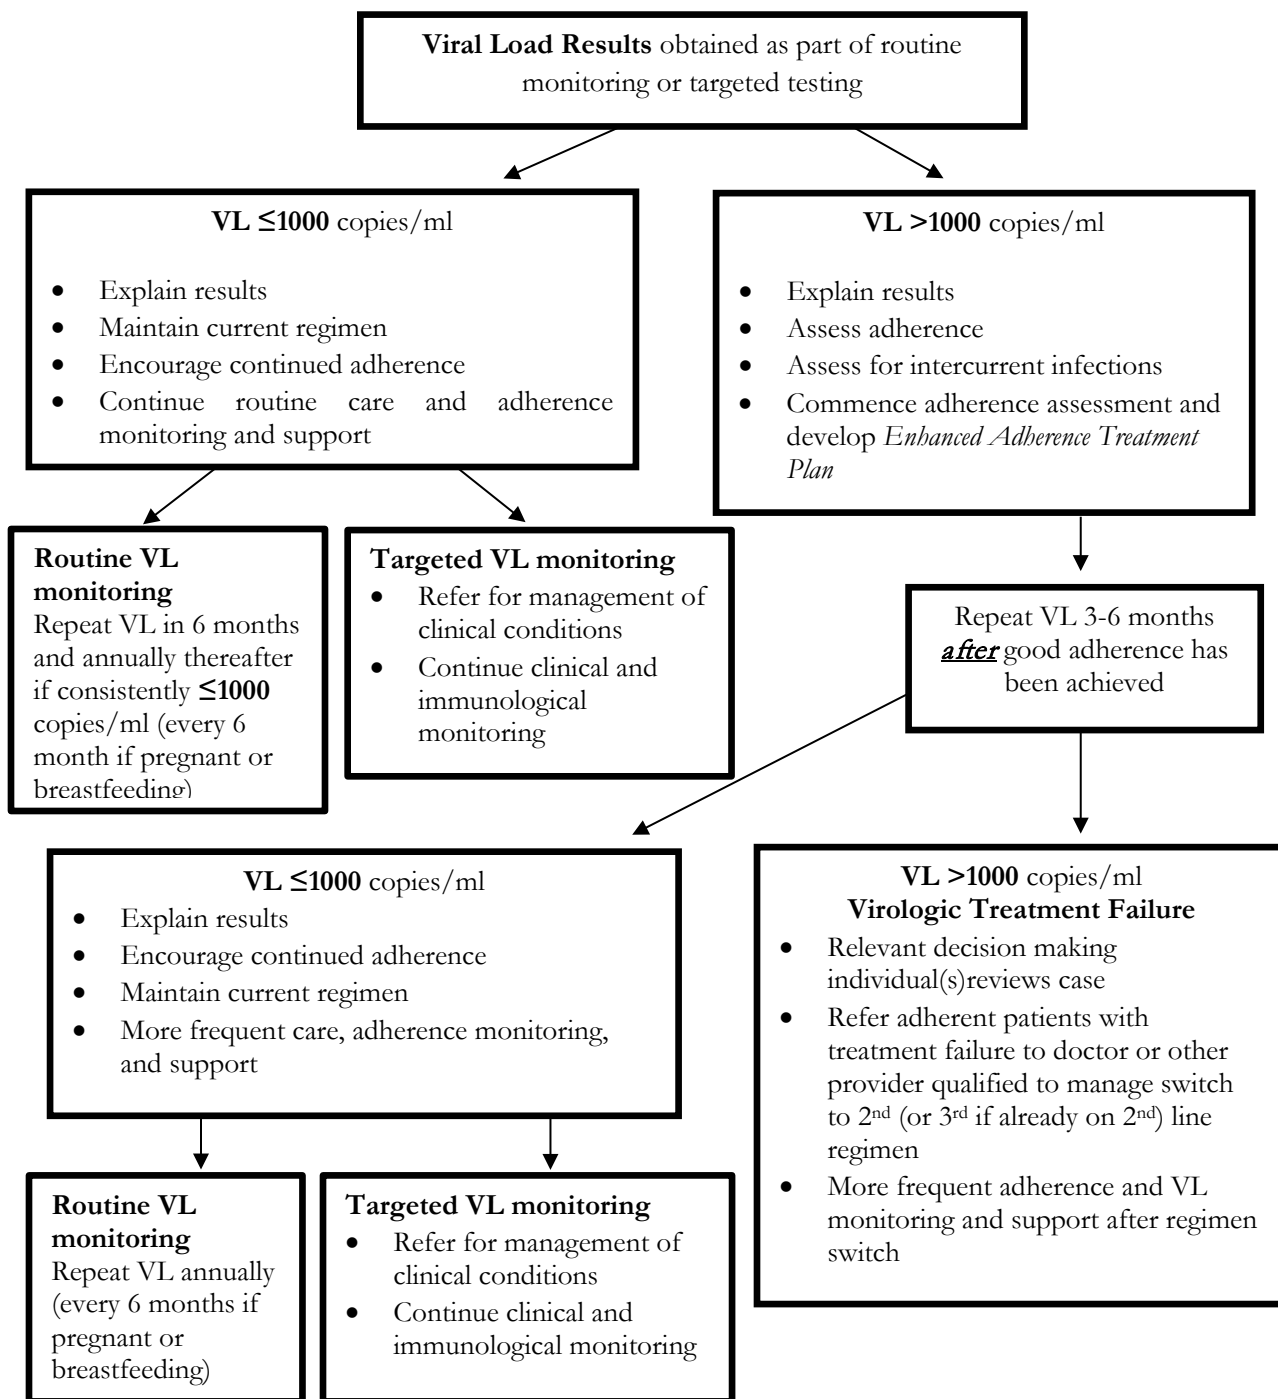 Viral Load Results obtained as part of routine
monitoring or targeted testing
VL ≤1000 copies/ml
• Explain results
• Maintain current regimen
• Encourage continued adherence
• Continue routine care and adherence
monitoring and support
VL >1000 copies/ml
• Explain results
• Assess adherence
• Assess for intercurrent infections
• Commence adherence assessment and
develop Enhanced Adherence Treatment
Plan
Routine VL
monitoring
Repeat VL in 6 months
and annually thereafter
if consistently ≤1000
copies/ml (every 6
month if pregnant or
breastfeeding)
Targeted VL monitoring
• Refer for management of
clinical conditions
• Continue clinical and
immunological
monitoring
Repeat VL 3-6 months
after good adherence has
been achieved
VL ≤1000 copies/ml
• Explain results
• Encourage continued adherence
• Maintain current regimen
• More frequent care, adherence monitoring,
and support
VL >1000 copies/ml
Virologic Treatment Failure
• Relevant decision making
individual(s)reviews case
• Refer adherent patients with
treatment failure to doctor or other
provider qualified to manage switch
to 2nd (or 3rd if already on 2nd) line
regimen
• More frequent adherence and VL
monitoring and support after regimen
switch
Routine VL
monitoring
Repeat VL annually
(every 6 months if
pregnant or
breastfeeding)
Targeted VL monitoring
• Refer for management of
clinical conditions
• Continue clinical and
immunological monitoring